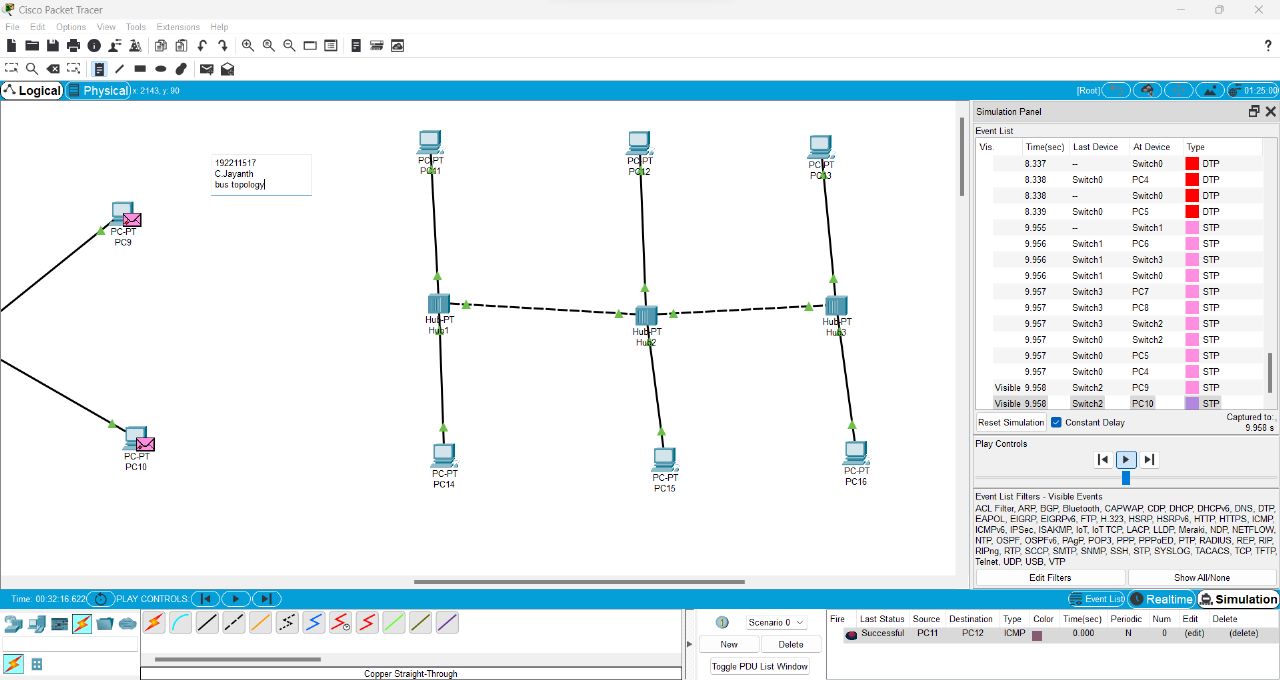 Cisco Packet Tracer
File Edit Options View Tools Extensions Help
?
Logical Physical x: 2143, y: 90 [Root] 01:25:00
192211517
C.Jayanth
bus topology
PC-PT
PC9
PC-PT
PC10
PC-PT
PC11
PC-PT
PC12
PC-PT
PC13
Hub-PT
Hub1
Hub-PT
Hub2
Hub-PT
Hub3
PC-PT
PC14
PC-PT
PC15
PC-PT
PC16
Simulation Panel
Event List
Vis. Time(sec) Last Device At Device Type
8.337 -- Switch0 DTP
8.338 Switch0 PC4 DTP
8.338 -- Switch0 DTP
8.339 Switch0 PC5 DTP
9.955 -- Switch1 STP
9.956 Switch1 PC6 STP
9.956 Switch1 Switch3 STP
9.956 Switch1 Switch0 STP
9.957 Switch3 PC7 STP
9.957 Switch3 PC8 STP
9.957 Switch3 Switch2 STP
9.957 Switch0 Switch2 STP
9.957 Switch0 PC5 STP
9.957 Switch0 PC4 STP
Visible 9.958 Switch2 PC9 STP
Visible 9.958 Switch2 PC10 STP
Reset Simulation Constant Delay Captured to:
9.958 s
Play Controls
Event List Filters - Visible Events
ACL Filter, ARP, BGP, Bluetooth, CAPWAP, CDP, DHCP, DHCPv6, DNS, DTP,
EAPOL, EIGRP, EIGRPv6, FTP, H.323, HSRP, HSRPv6, HTTP, HTTPS, ICMP,
ICMPv6, IPSec, ISAKMP, IoT, IoT TCP, LACP, LLDP, Meraki, NDP, NETFLOW,
NTP, OSPF, OSPFv6, PAgP, POP3, PPP, PPPoED, PTP, RADIUS, REP, RIP,
RIPng, RTP, SCCP, SMTP, SNMP, SSH, STP, SYSLOG, TACACS, TCP, TFTP,
Telnet, UDP, USB, VTP
Edit Filters Show All/None
Time: 00:32:16.622 PLAY CONTROLS: Event List Realtime Simulation
Copper Straight-Through
Scenario 0
New Delete
Toggle PDU List Window
Fire Last Status Source Destination Type Color Time(sec) Periodic Num Edit Delete
Successful PC11 PC12 ICMP 0.000 N 0 (edit) (delete)